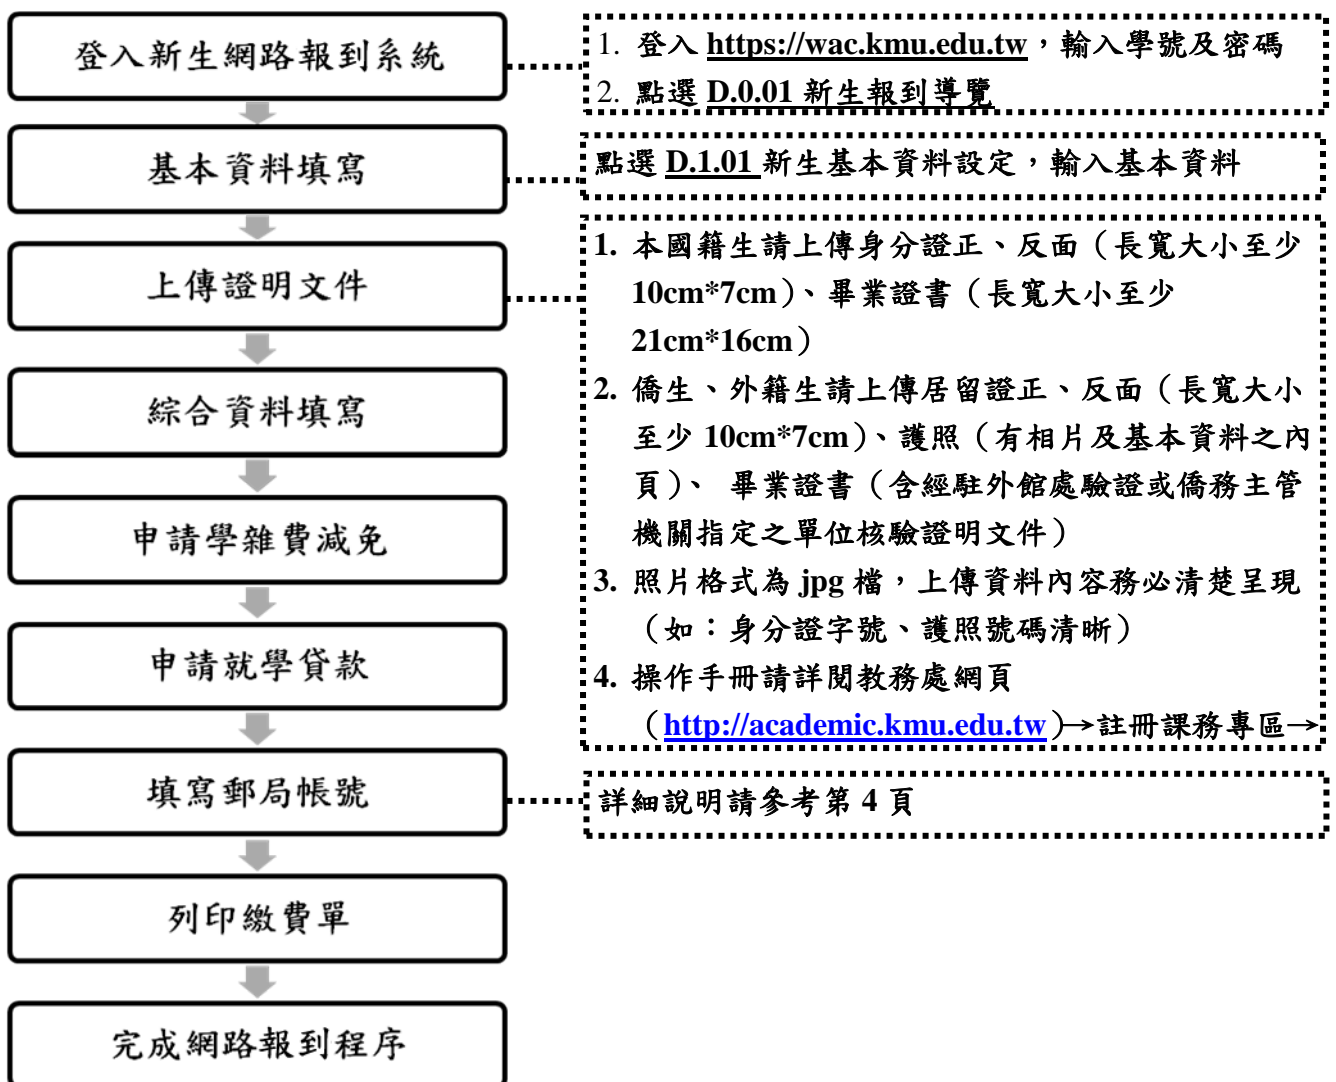 登入新生網路報到系統
1. 登入 https://wac.kmu.edu.tw，輸入學號及密碼
2. 點選 D.0.01 新生報到導覽
基本資料填寫
點選 D.1.01 新生基本資料設定，輸入基本資料
上傳證明文件
1. 本國籍生請上傳身分證正、反面（長寬大小至少
10cm*7cm）、畢業證書（長寬大小至少
21cm*16cm）
2. 僑生、外籍生請上傳居留證正、反面（長寬大小
至少 10cm*7cm）、護照（有相片及基本資料之內
頁）、 畢業證書（含經駐外館處驗證或僑務主管
機關指定之單位核驗證明文件）
3. 照片格式為 jpg 檔，上傳資料內容務必清楚呈現
（如：身分證字號、護照號碼清晰）
4. 操作手冊請詳閱教務處網頁
（http://academic.kmu.edu.tw）→註冊課務專區→
綜合資料填寫
申請學雜費減免
申請就學貸款
填寫郵局帳號
詳細說明請參考第 4 頁
列印繳費單
完成網路報到程序